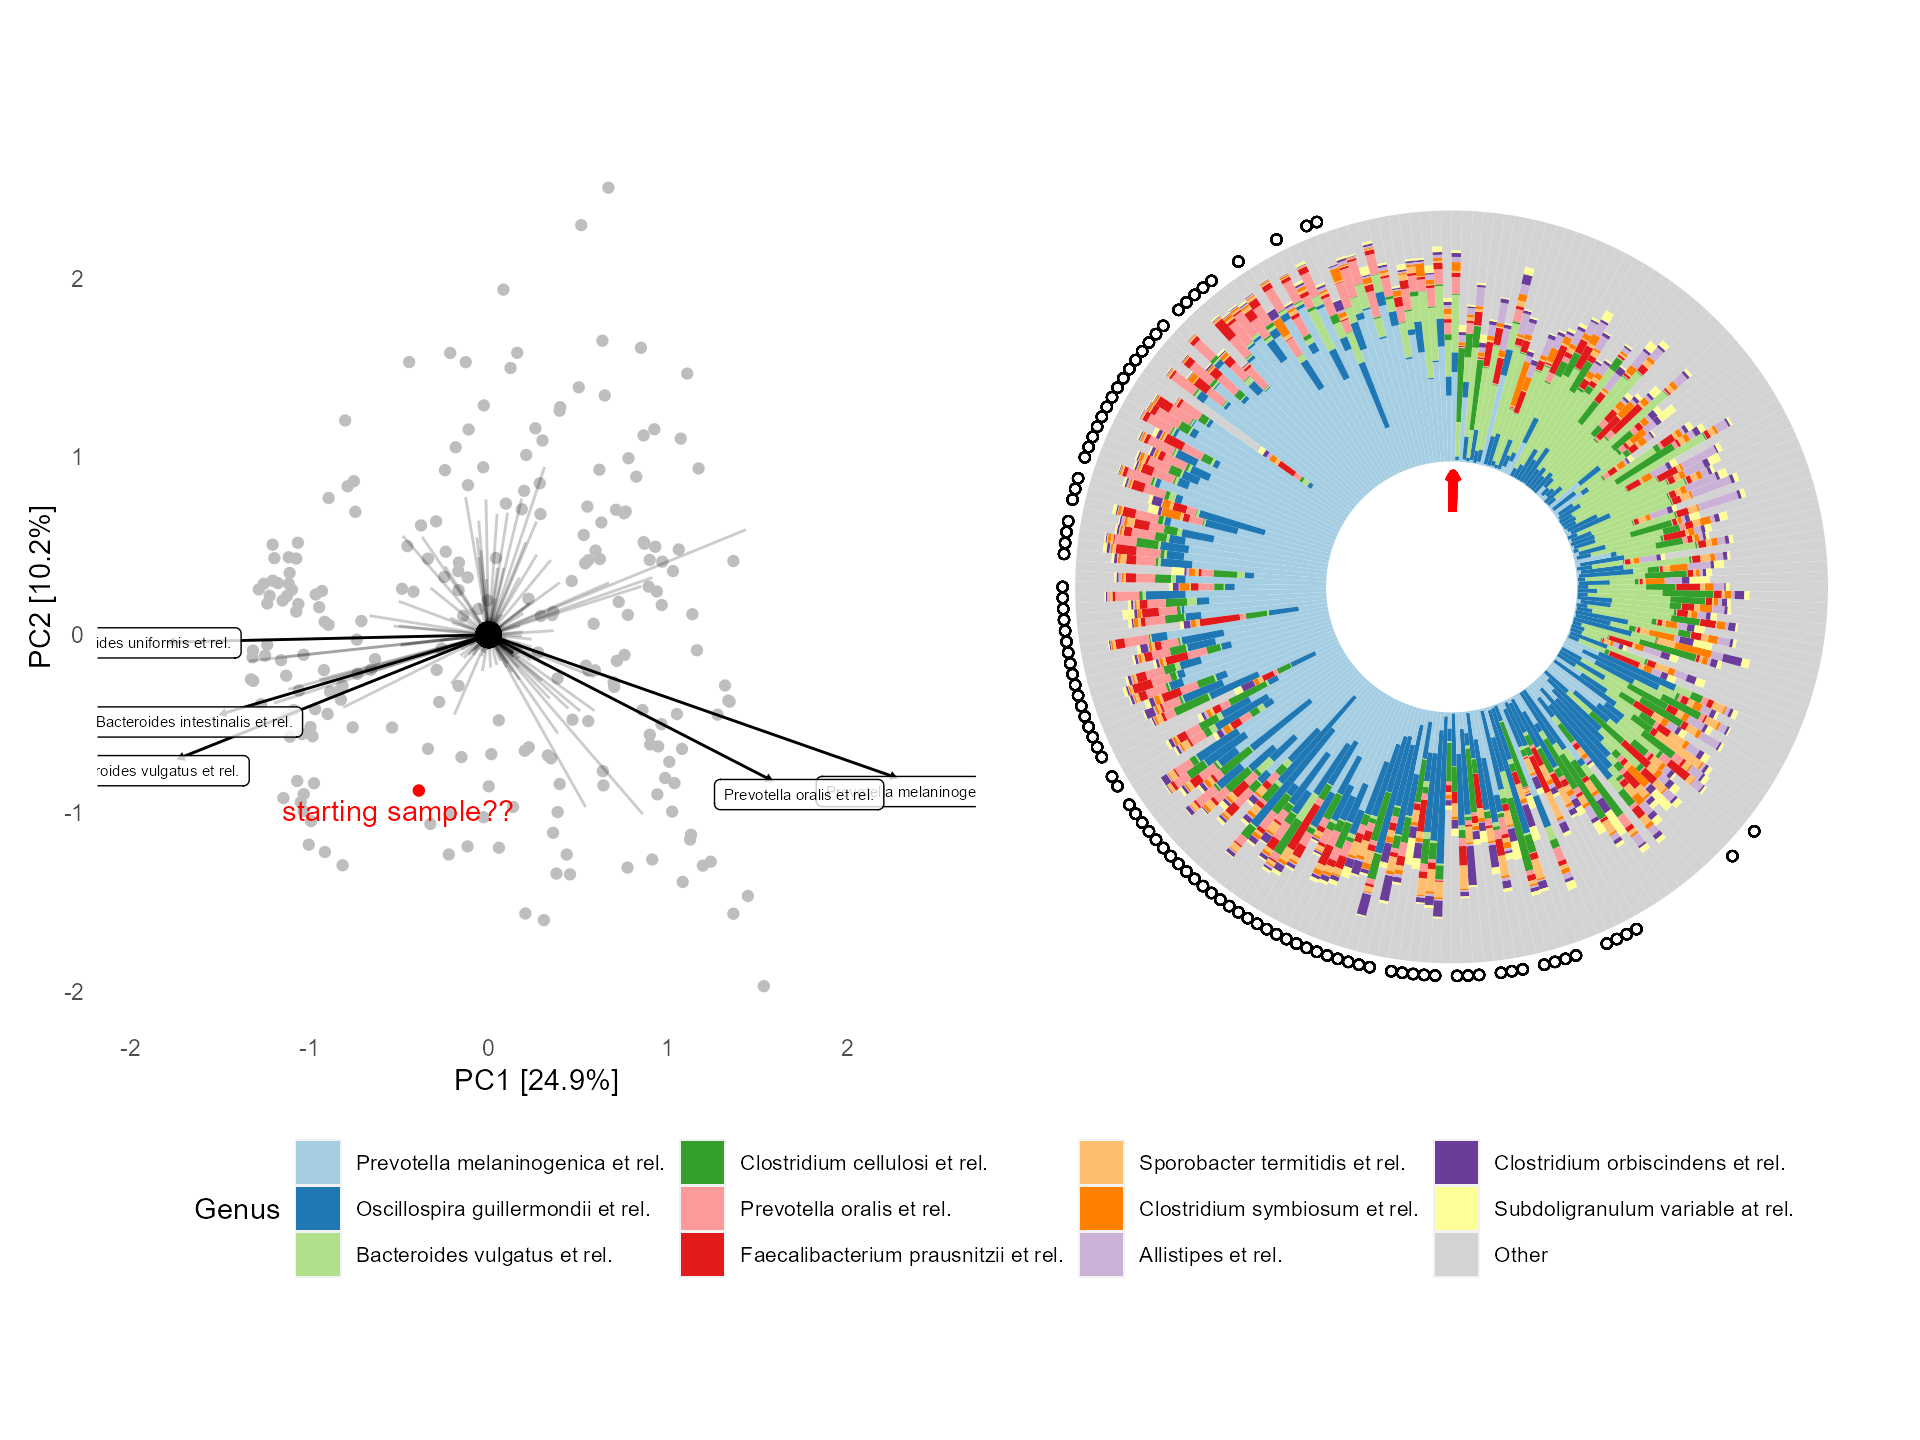 PC2 [10.2%]
2
1
0
-1
-2
ides uniformis et rel.
Bacteroides intestinalis et rel.
roides vulgatus et rel.
starting sample??
Prevotella oralis et rel.
a melaninoge
-2
-1
0
1
2
PC1 [24.9%]
Genus
Prevotella melaninogenica et rel.
Oscillospira guillermondii et rel.
Bacteroides vulgatus et rel.
Clostridium cellulosi et rel.
Prevotella oralis et rel.
Faecalibacterium prausnitzii et rel.
Sporobacter termitidis et rel.
Clostridium symbiosum et rel.
Allistipes et rel.
Clostridium orbiscindens et rel.
Subdoligranulum variable at rel.
Other